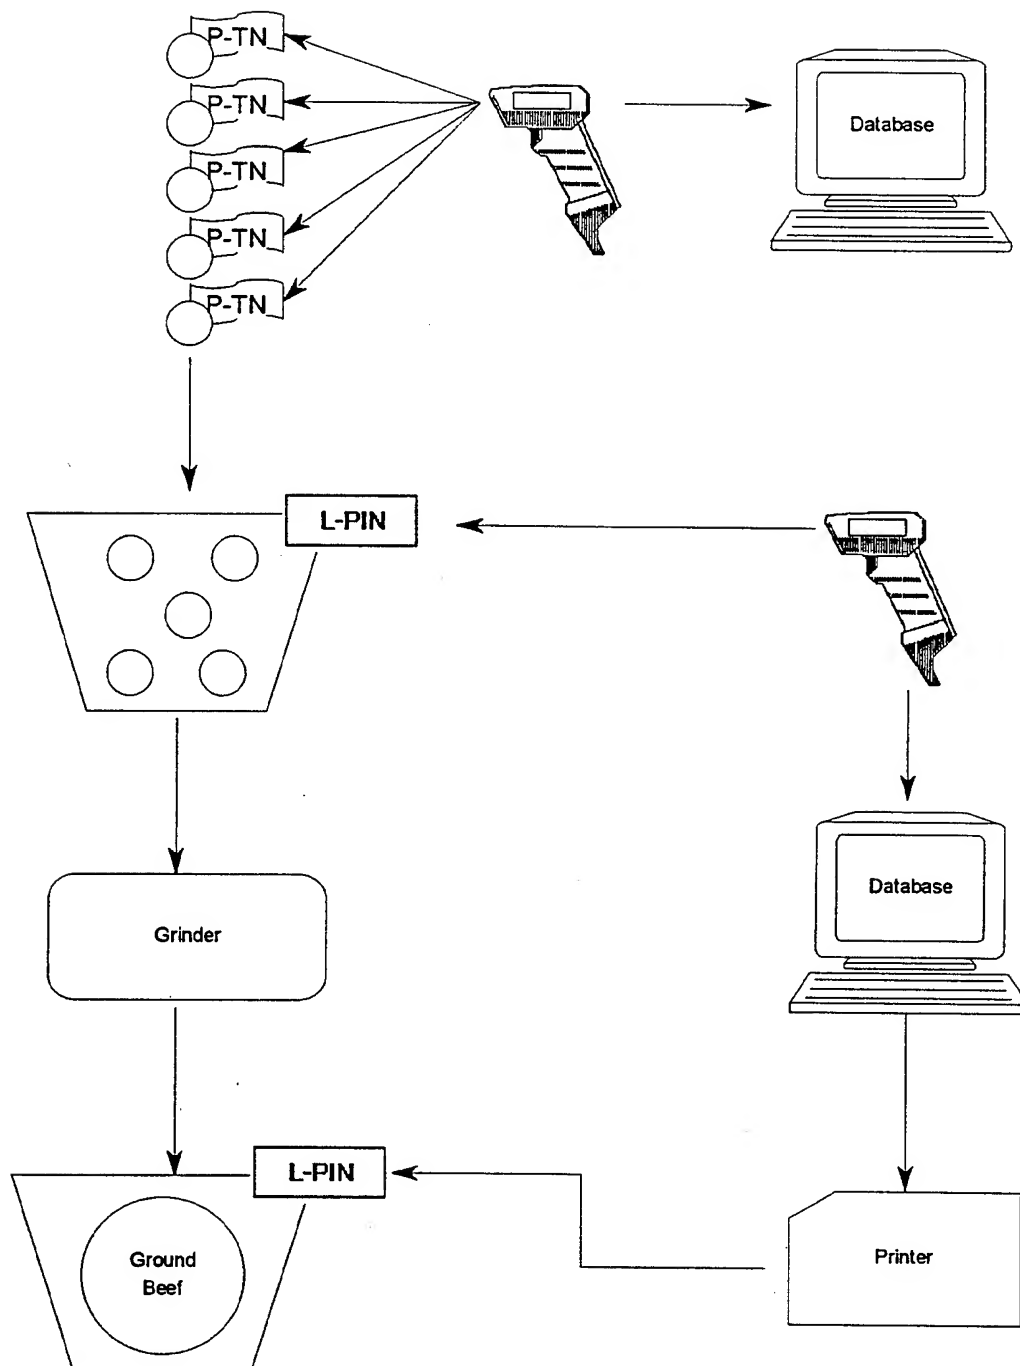 P-TN
P-TN
P-TN
P-TN
P-TN
Database
L-PIN
Database
Grinder
L-PIN
Ground
Beef
Printer